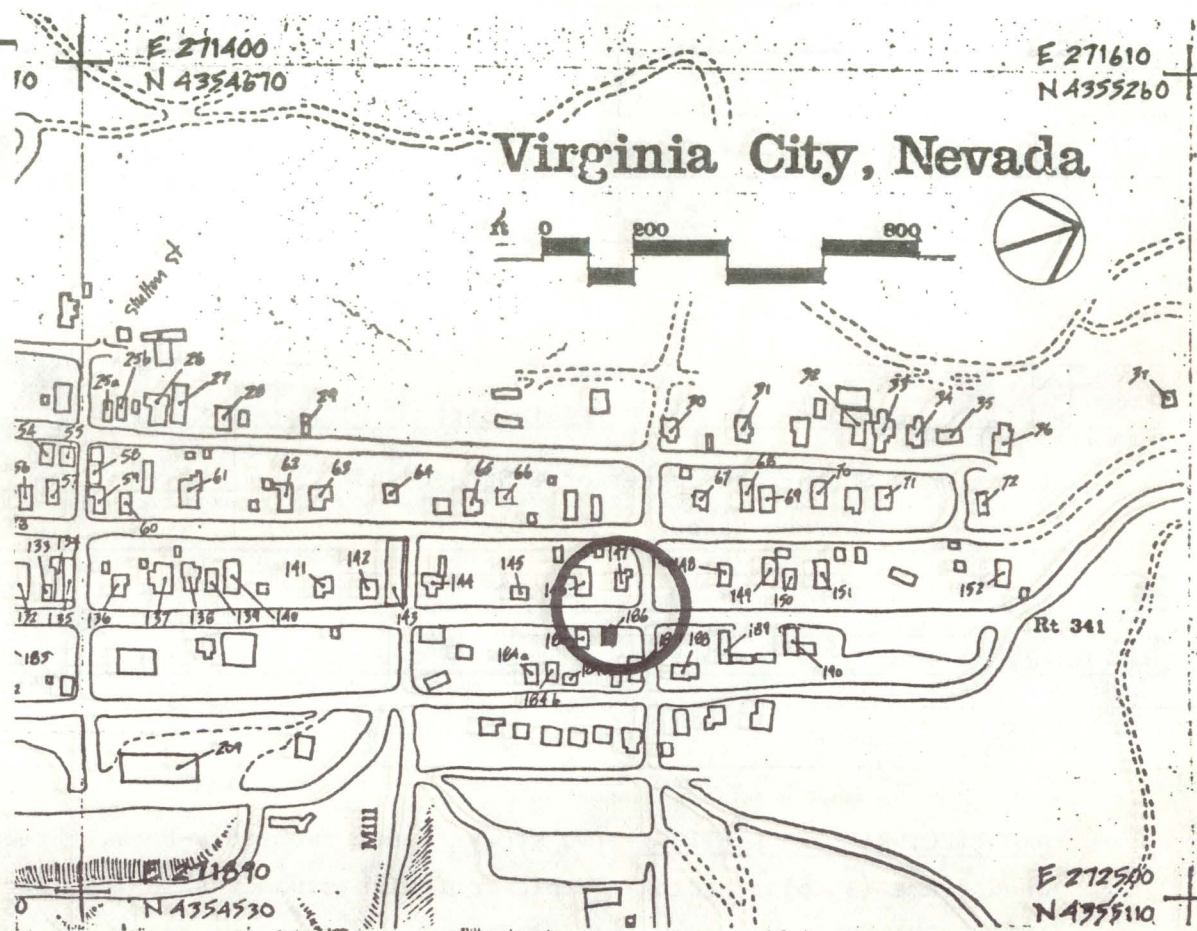 E 271400
N 4354670
E 271610
N 4355260
10
Virginia City, Nevada
ft 0 200 800
Shutton St
25a 25b 26 27 28 29 30 31 32 33 34 35 36 37
54 55 56 57 58 59 60 61 62 63 64 65 66 67 68 69 70 71 72
133 134 141 142 144 145 146 147 148
132 135 136 137 138 139 140 143 149 150 151 152
Rt 341
185 184a 184b 186 188 189 190
209
Mill
E 271890
N 4354530
E 272500
N 4355110